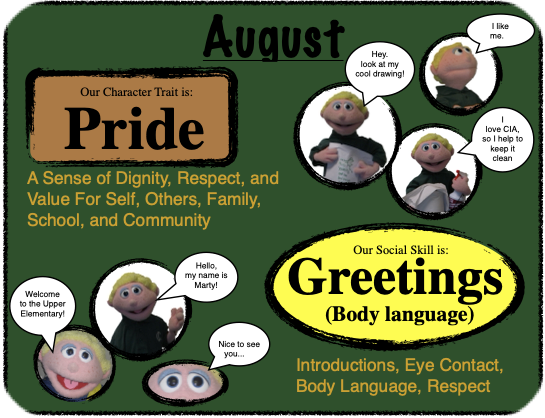 August
Our Character Trait is:
Pride
A Sense of Dignity, Respect, and
Value For Self, Others, Family,
School, and Community
Hey.
look at my
cool drawing!
I like
me.
I
love CIA,
so I help to
keep it
clean
Our Social Skill is:
Greetings
(Body language)
Introductions, Eye Contact,
Body Language, Respect
Welcome
to the Upper
Elementary!
Hello,
my name is
Marty!
Nice to see
you...